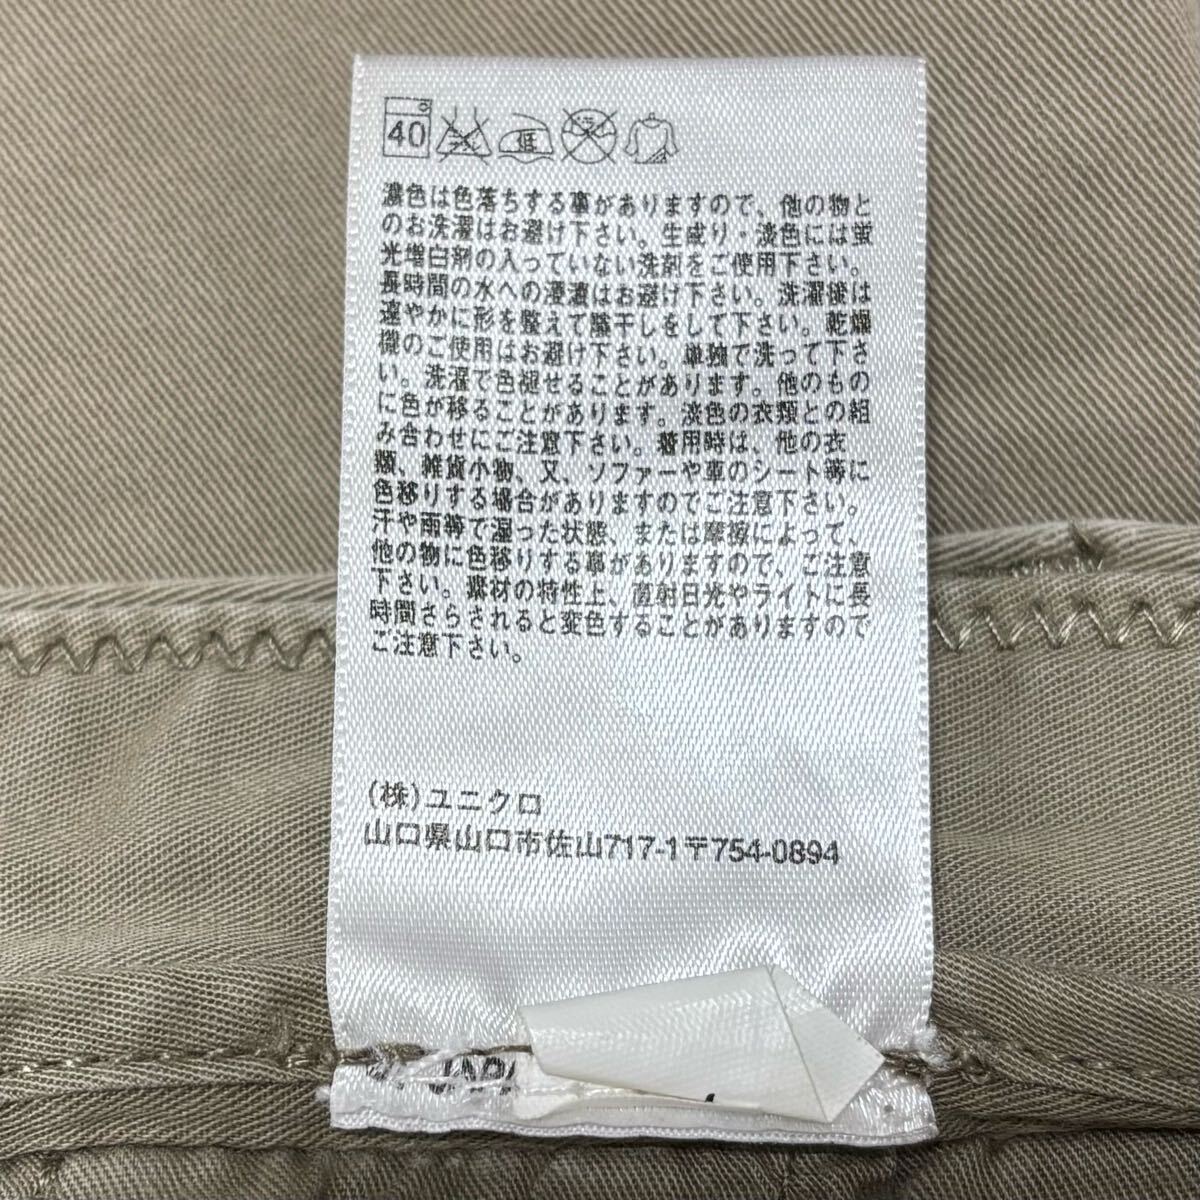 40 低
濃色は色落ちする事がありますので、他の物と
のお洗濯はお避け下さい。生成り・淡色には蛍
光増白剤の入っていない洗剤をご使用下さい。
長時間の水への浸漬はお避け下さい。洗濯後は
速やかに形を整えて陰干しをして下さい。乾燥
機のご使用はお避け下さい。単独で洗って下さ
い。洗濯で色褪せることがあります。他のもの
に色が移ることがあります。淡色の衣類との組
み合わせにご注意下さい。着用時は、他の衣
類、雑貨小物、又、ソファーや車のシート等に
色移りする場合がありますのでご注意下さい。
汗や雨等で湿った状態、または摩擦によって、
他の物に色移りする事がありますので、ご注意
下さい。素材の特性上、直射日光やライトに長
時間さらされると変色することがありますので
ご注意下さい。
(株)ユニクロ
山口県山口市佐山717-1〒754-0894